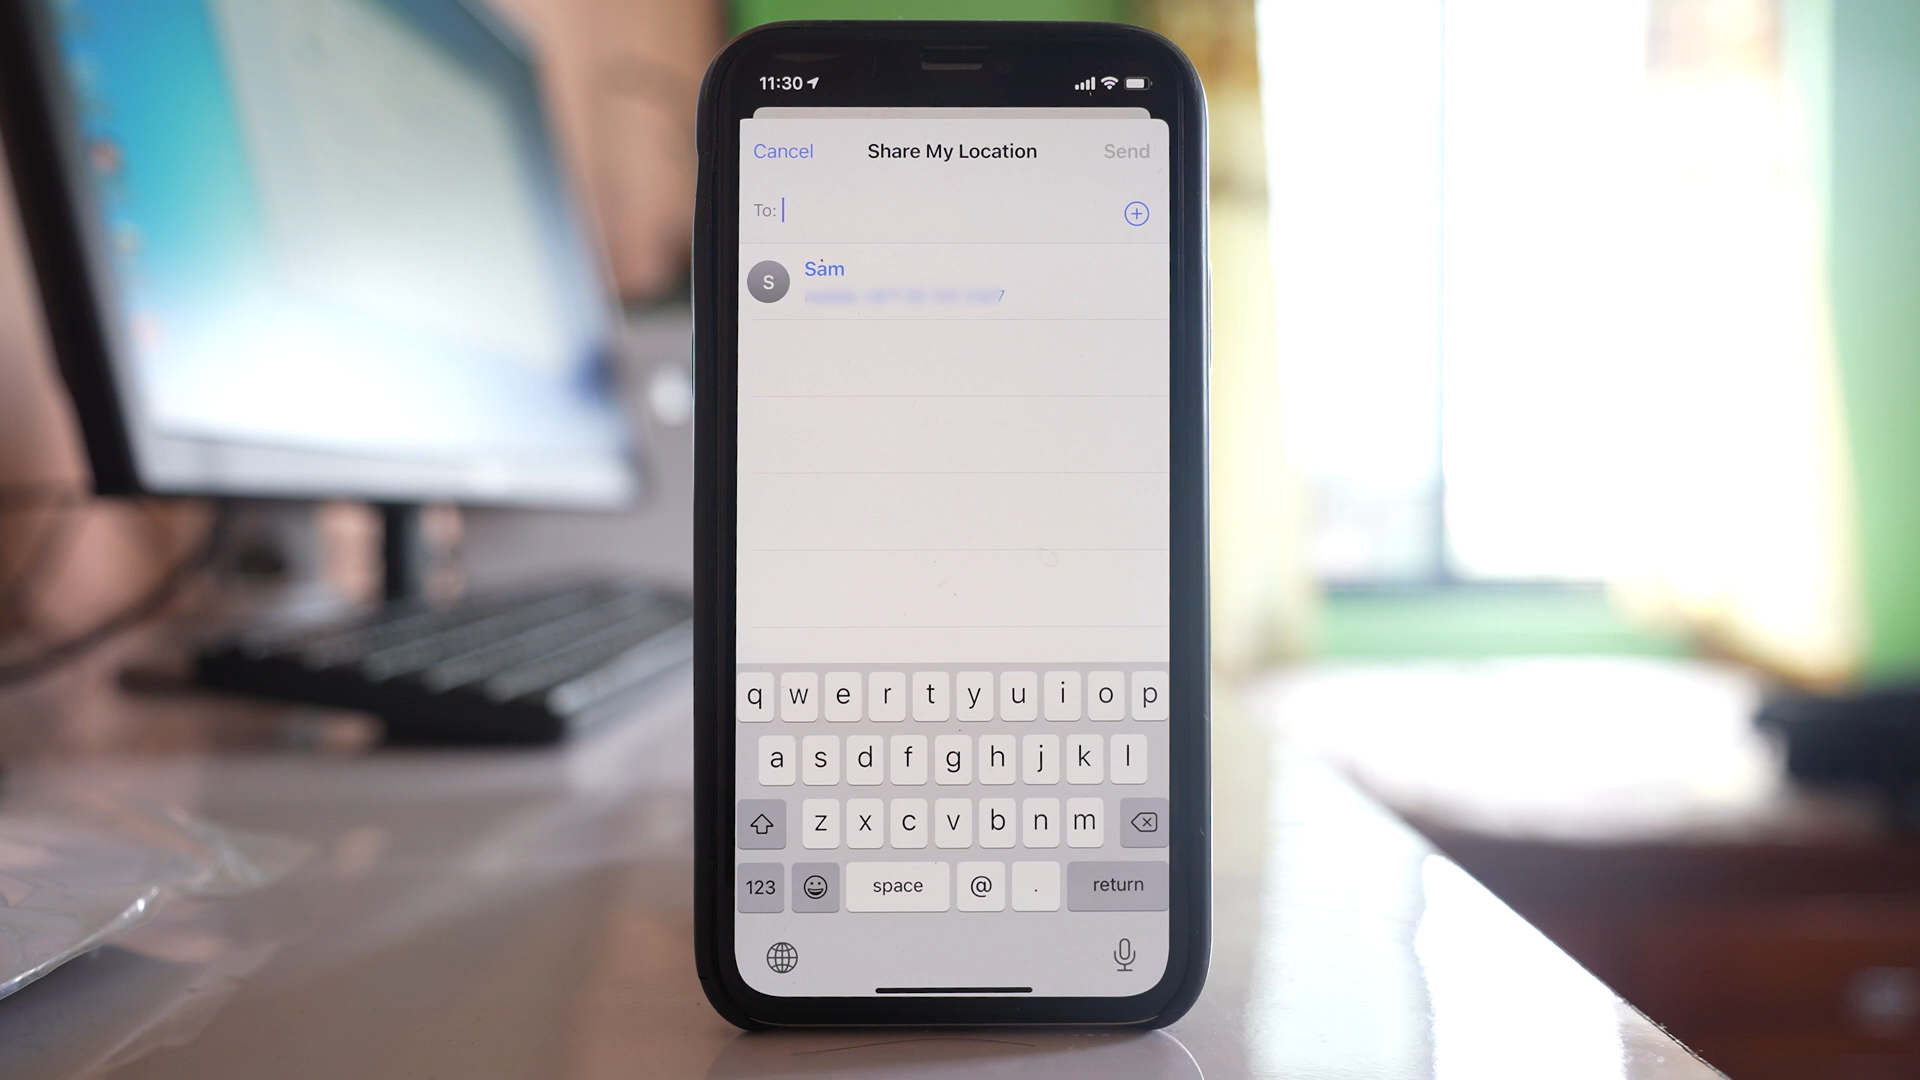 11:30
Cancel Share My Location Send
To:
S Sam
q w e r t y u i o p
a s d f g h j k l
z x c v b n m
123 space @ . return